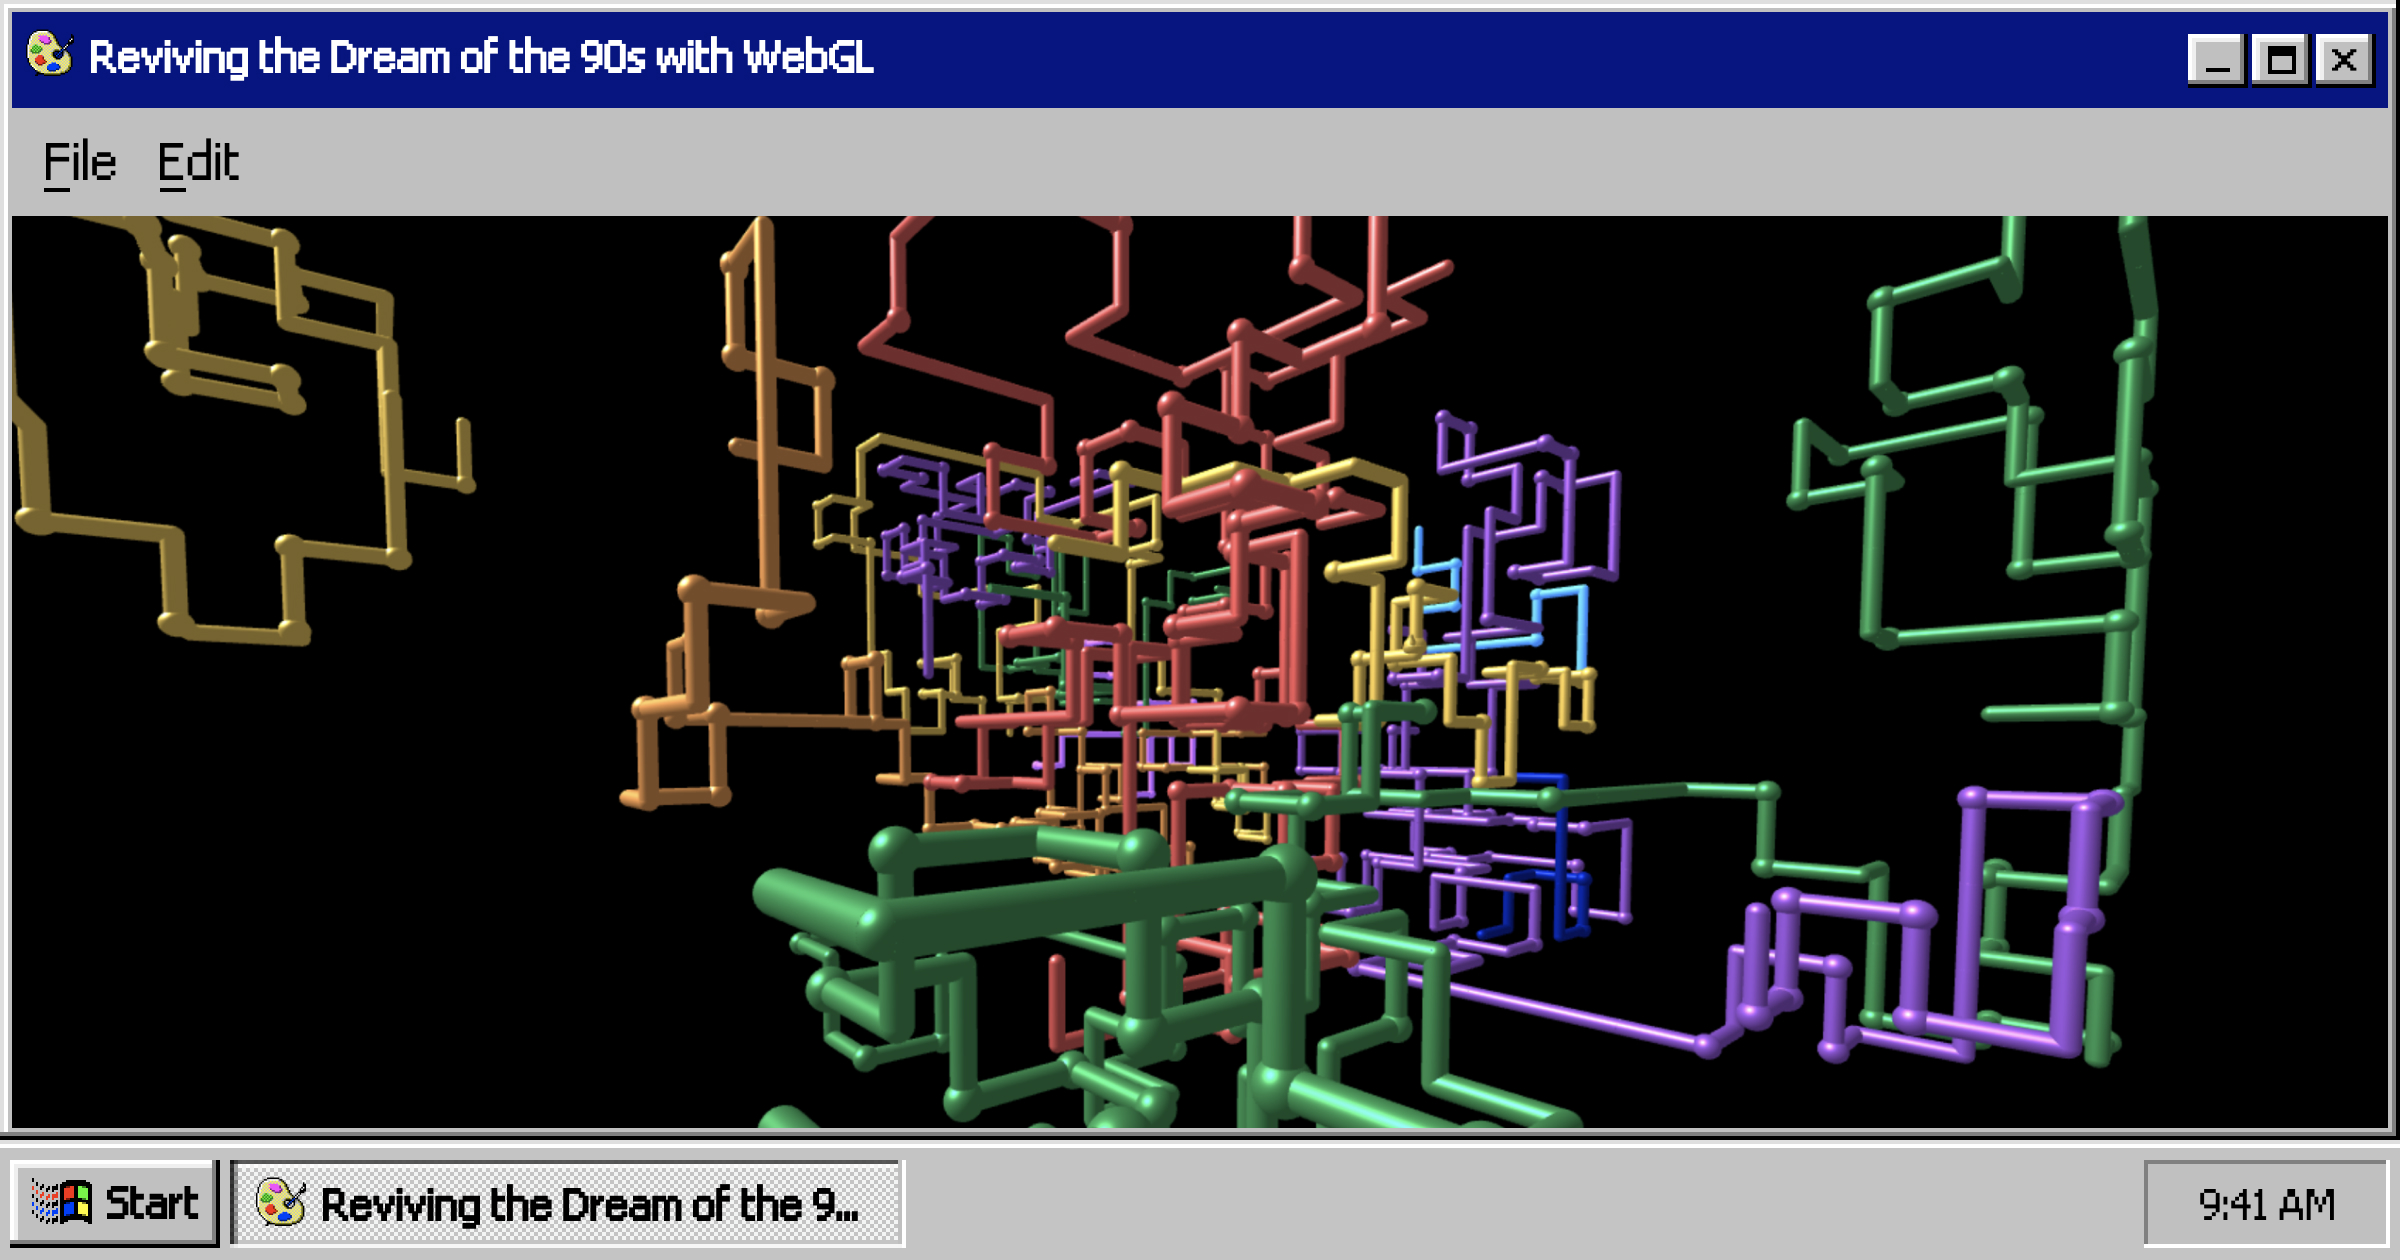 Reviving the Dream of the 90s with WebGL
File Edit
Start
Reviving the Dream of the 9...
9:41 AM